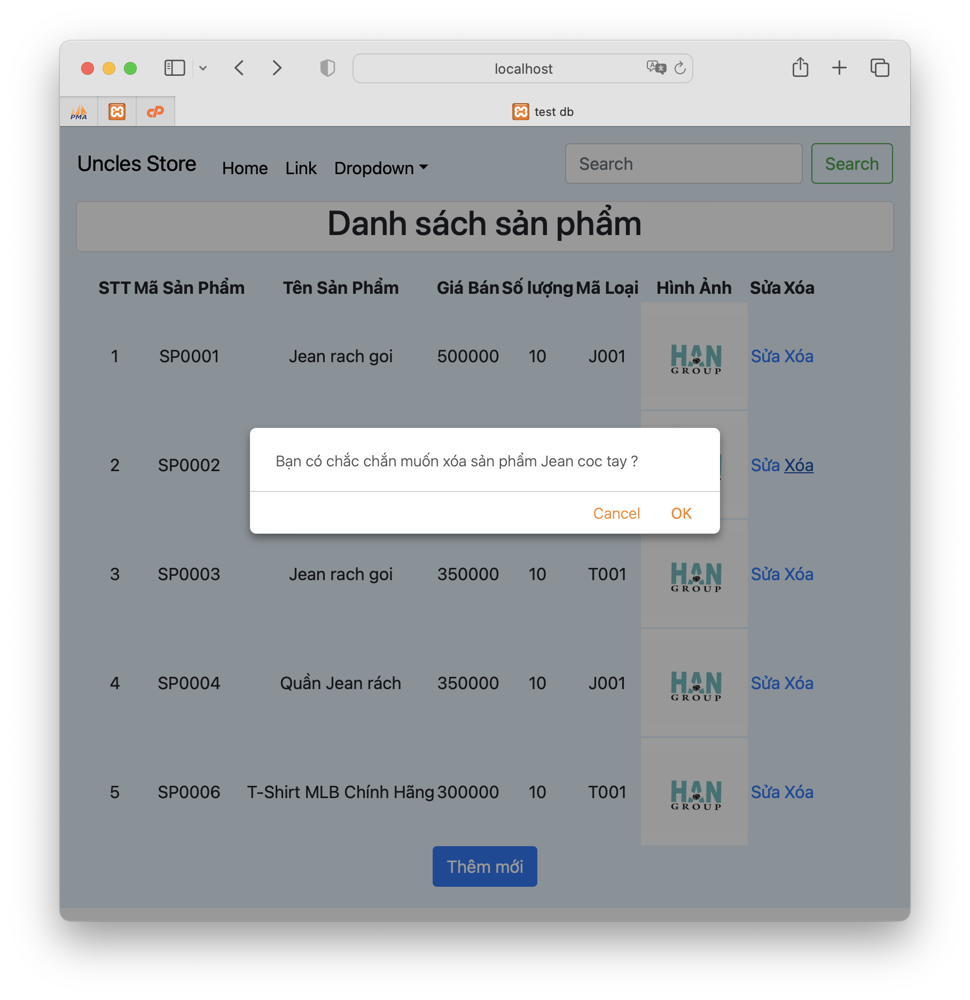 localhost
PMA
test db
Uncles Store Home Link Dropdown Search Search
Danh sách sản phẩm
STT Mã Sản Phẩm Tên Sản Phẩm Giá Bán Số lượng Mã Loại Hình Ảnh Sửa Xóa
1 SP0001 Jean rach goi 500000 10 J001 HAN GROUP Sửa Xóa
2 SP0002 Sửa Xóa
Bạn có chắc chắn muốn xóa sản phẩm Jean coc tay ?
Cancel OK
3 SP0003 Jean rach goi 350000 10 T001 HAN GROUP Sửa Xóa
4 SP0004 Quần Jean rách 350000 10 J001 HAN GROUP Sửa Xóa
5 SP0006 T-Shirt MLB Chính Hãng 300000 10 T001 HAN GROUP Sửa Xóa
Thêm mới